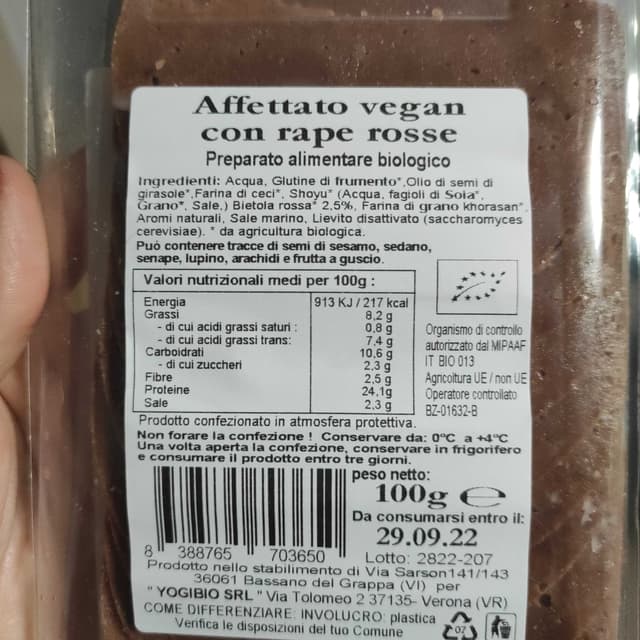 Affettato vegan
con rape rosse
Preparato alimentare biologico
Ingredienti: Acqua, Glutine di frumento*,Olio di semi di
girasole*,Farina di ceci*, Shoyu* (Acqua, fagioli di Soia*,
Grano*, Sale,) Bietola rossa* 2,5%, Farina di grano khorasan*,
Aromi naturali, Sale marino, Lievito disattivato (saccharomyces
cerevisiae). * da agricoltura biologica.
Può contenere tracce di semi di sesamo, sedano,
senape, lupino, arachidi e frutta a guscio.
Valori nutrizionali medi per 100g :
Energia 913 KJ / 217 kcal
Grassi 8,2 g
- di cui acidi grassi saturi : 0,8 g
- di cui acidi grassi trans: 7,4 g
Carboidrati 10,6 g
- di cui zuccheri 2,3 g
Fibre 2,5 g
Proteine 24,1g
Sale 2,3 g
Organismo di controllo
autorizzato dal MIPAAF
IT BIO 013
Agricoltura UE / non UE
Operatore controllato
BZ-01632-B
Prodotto confezionato in atmosfera protettiva.
Non forare la confezione ! Conservare da: 0°C a +4°C
Una volta aperta la confezione, conservare in frigorifero
e consumare il prodotto entro tre giorni.
peso netto:
100g e
Da consumarsi entro il:
29.09.22
8 388765 703650
Lotto: 2822-207
Prodotto nello stabilimento di Via Sarson141/143
36061 Bassano del Grappa (VI) per
" YOGIBIO SRL " Via Tolomeo 2 37135- Verona (VR)
COME DIFFERENZIARE: INVOLUCRO: plastica
Verifica le disposizioni del tuo Comune
07